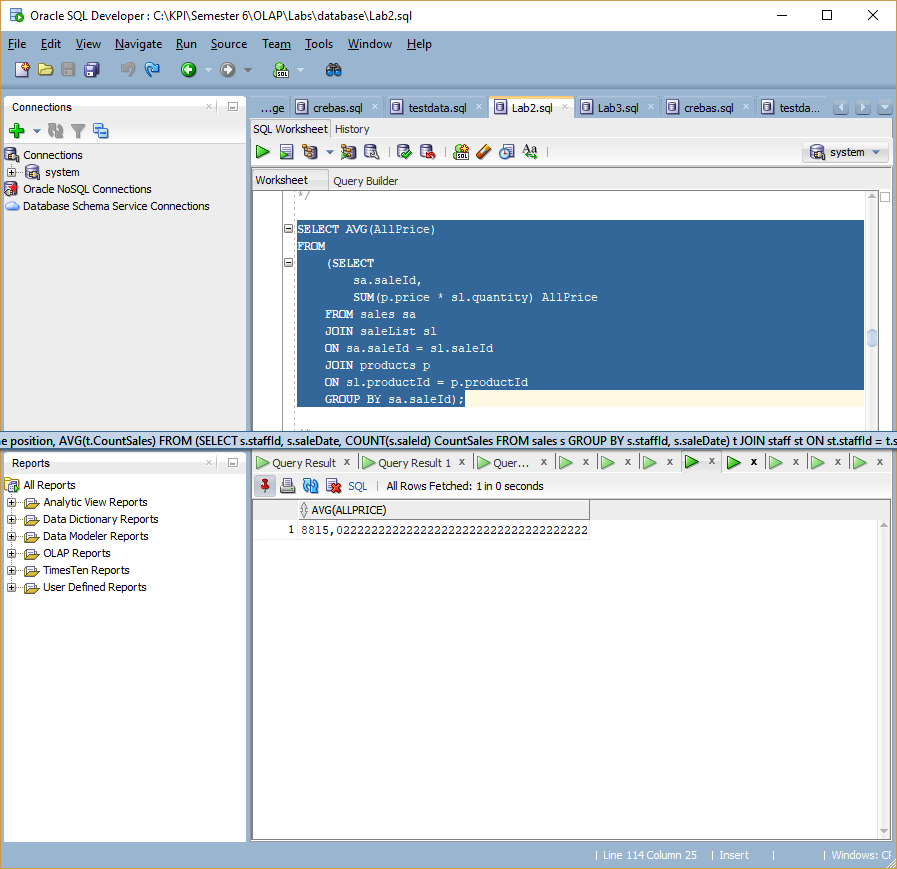 Oracle SQL Developer : C:\KPI\Semester 6\OLAP\Labs\database\Lab2.sql
File Edit View Navigate Run Source Team Tools Window Help
Connections
Connections
system
Oracle NoSQL Connections
Database Schema Service Connections
...ge crebas.sql testdata.sql Lab2.sql Lab3.sql crebas.sql testda...
SQL Worksheet History
system
Worksheet Query Builder
*/
SELECT AVG(AllPrice)
FROM
(SELECT
sa.saleId,
SUM(p.price * sl.quantity) AllPrice
FROM sales sa
JOIN saleList sl
ON sa.saleId = sl.saleId
JOIN products p
ON sl.productId = p.productId
GROUP BY sa.saleId);
e position, AVG(t.CountSales) FROM (SELECT s.staffId, s.saleDate, COUNT(s.saleId) CountSales FROM sales s GROUP BY s.staffId, s.saleDate) t JOIN staff st ON st.staffId = t.s
Reports
All Reports
Analytic View Reports
Data Dictionary Reports
Data Modeler Reports
OLAP Reports
TimesTen Reports
User Defined Reports
Query Result Query Result 1 Quer...
SQL | All Rows Fetched: 1 in 0 seconds
AVG(ALLPRICE)
1 8815,02222222222222222222222222222222222
Line 114 Column 25 | Insert | | Windows: CF